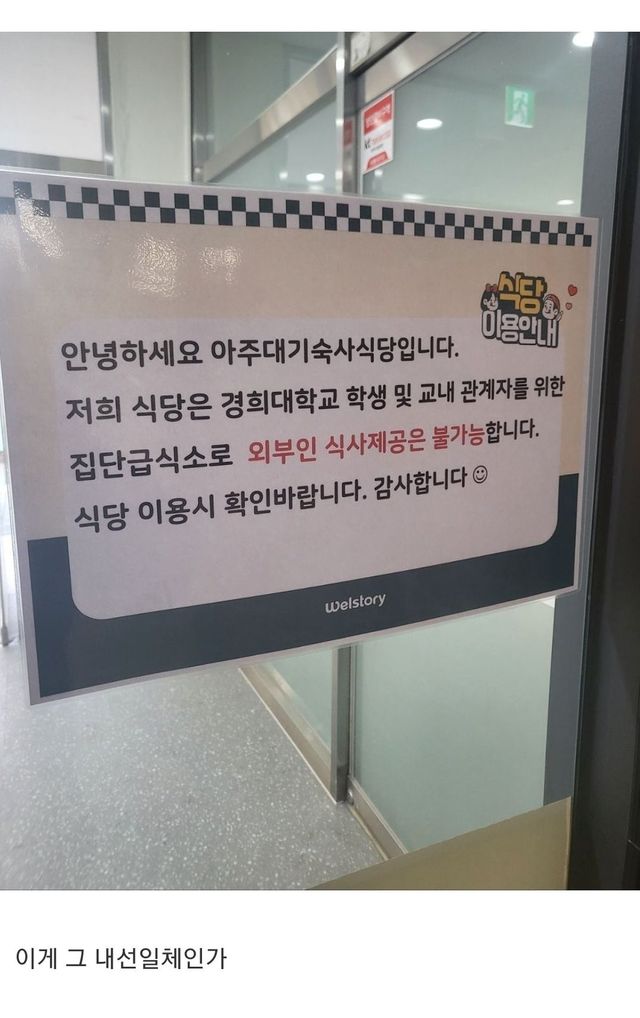 식당
이용안내
안녕하세요 아주대기숙사식당입니다.
저희 식당은 경희대학교 학생 및 교내 관계자를 위한
집단급식소로 외부인 식사제공은 불가능합니다.
식당 이용시 확인바랍니다. 감사합니다 ☺
welstory
이게 그 내선일체인가